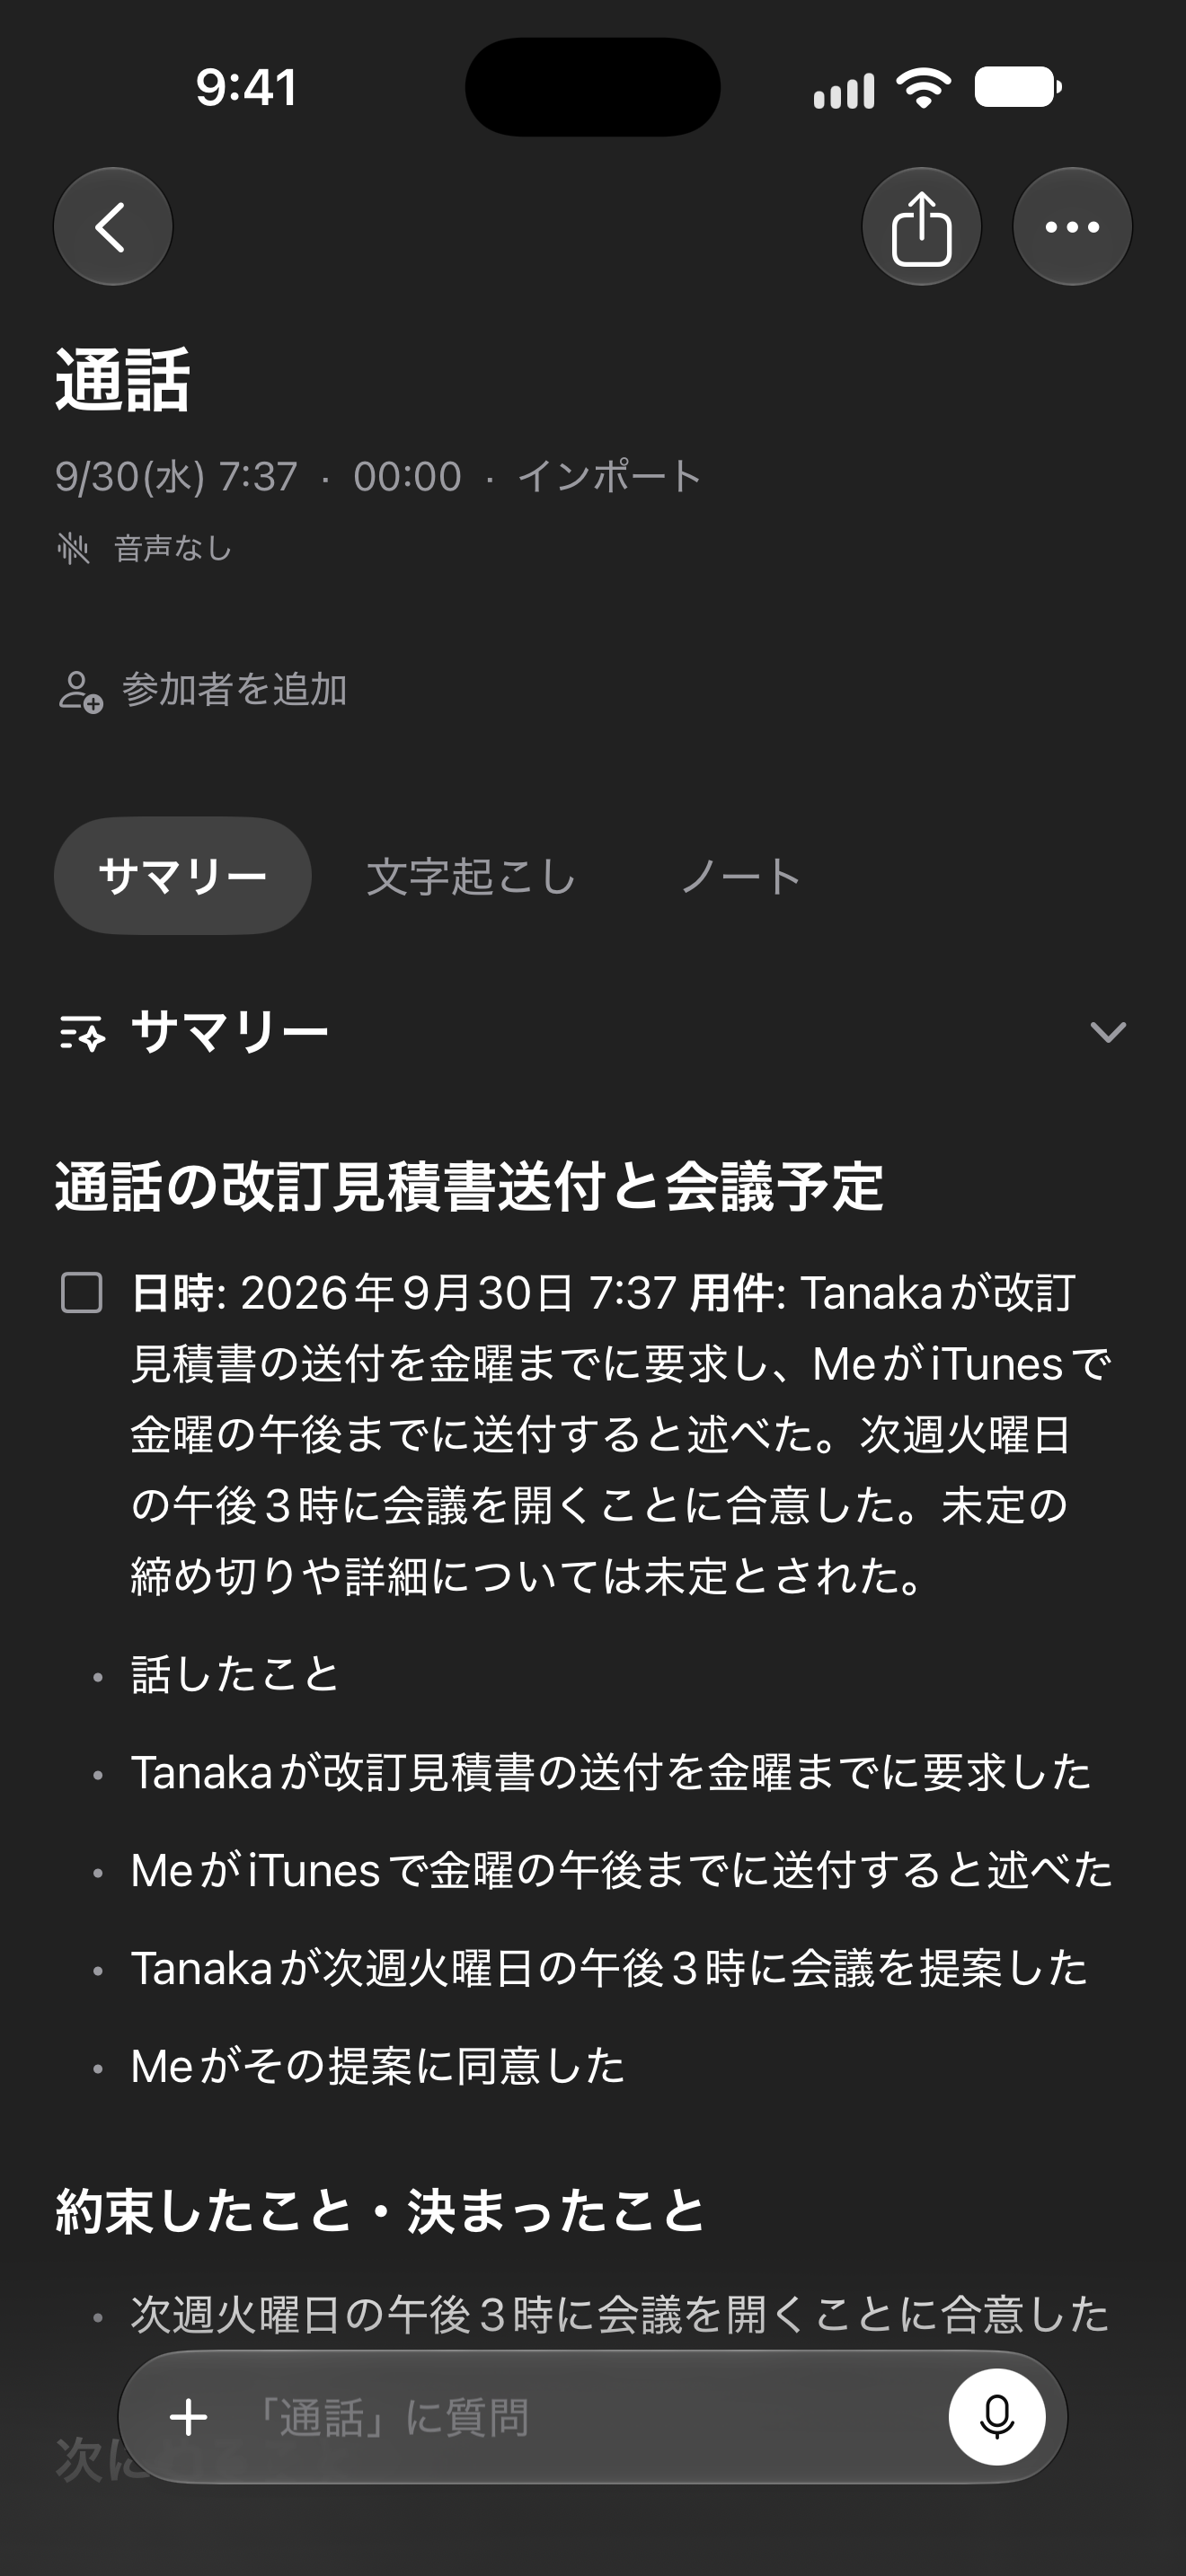 9:41
通話
9/30(水) 7:37 · 00:00 · インポート
音声なし
参加者を追加
サマリー 文字起こし ノート
サマリー
通話の改訂見積書送付と会議予定
日時: 2026年9月30日 7:37 用件: Tanakaが改訂
見積書の送付を金曜までに要求し、MeがiTunesで
金曜の午後までに送付すると述べた。次週火曜日
の午後3時に会議を開くことに合意した。未定の
締め切りや詳細については未定とされた。
• 話したこと
• Tanakaが改訂見積書の送付を金曜までに要求した
• MeがiTunesで金曜の午後までに送付すると述べた
• Tanakaが次週火曜日の午後3時に会議を提案した
• Meがその提案に同意した
約束したこと・決まったこと
• 次週火曜日の午後3時に会議を開くことに合意した
「通話」に質問
次に